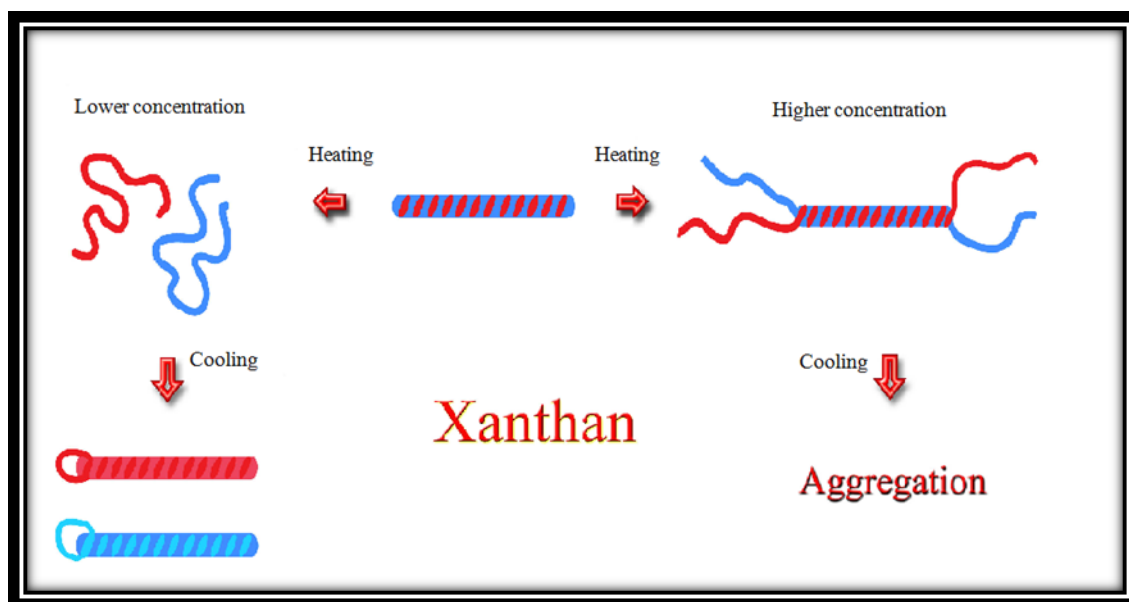 Lower concentration
Higher concentration
Heating
Heating
Cooling
Cooling
Xanthan
Aggregation